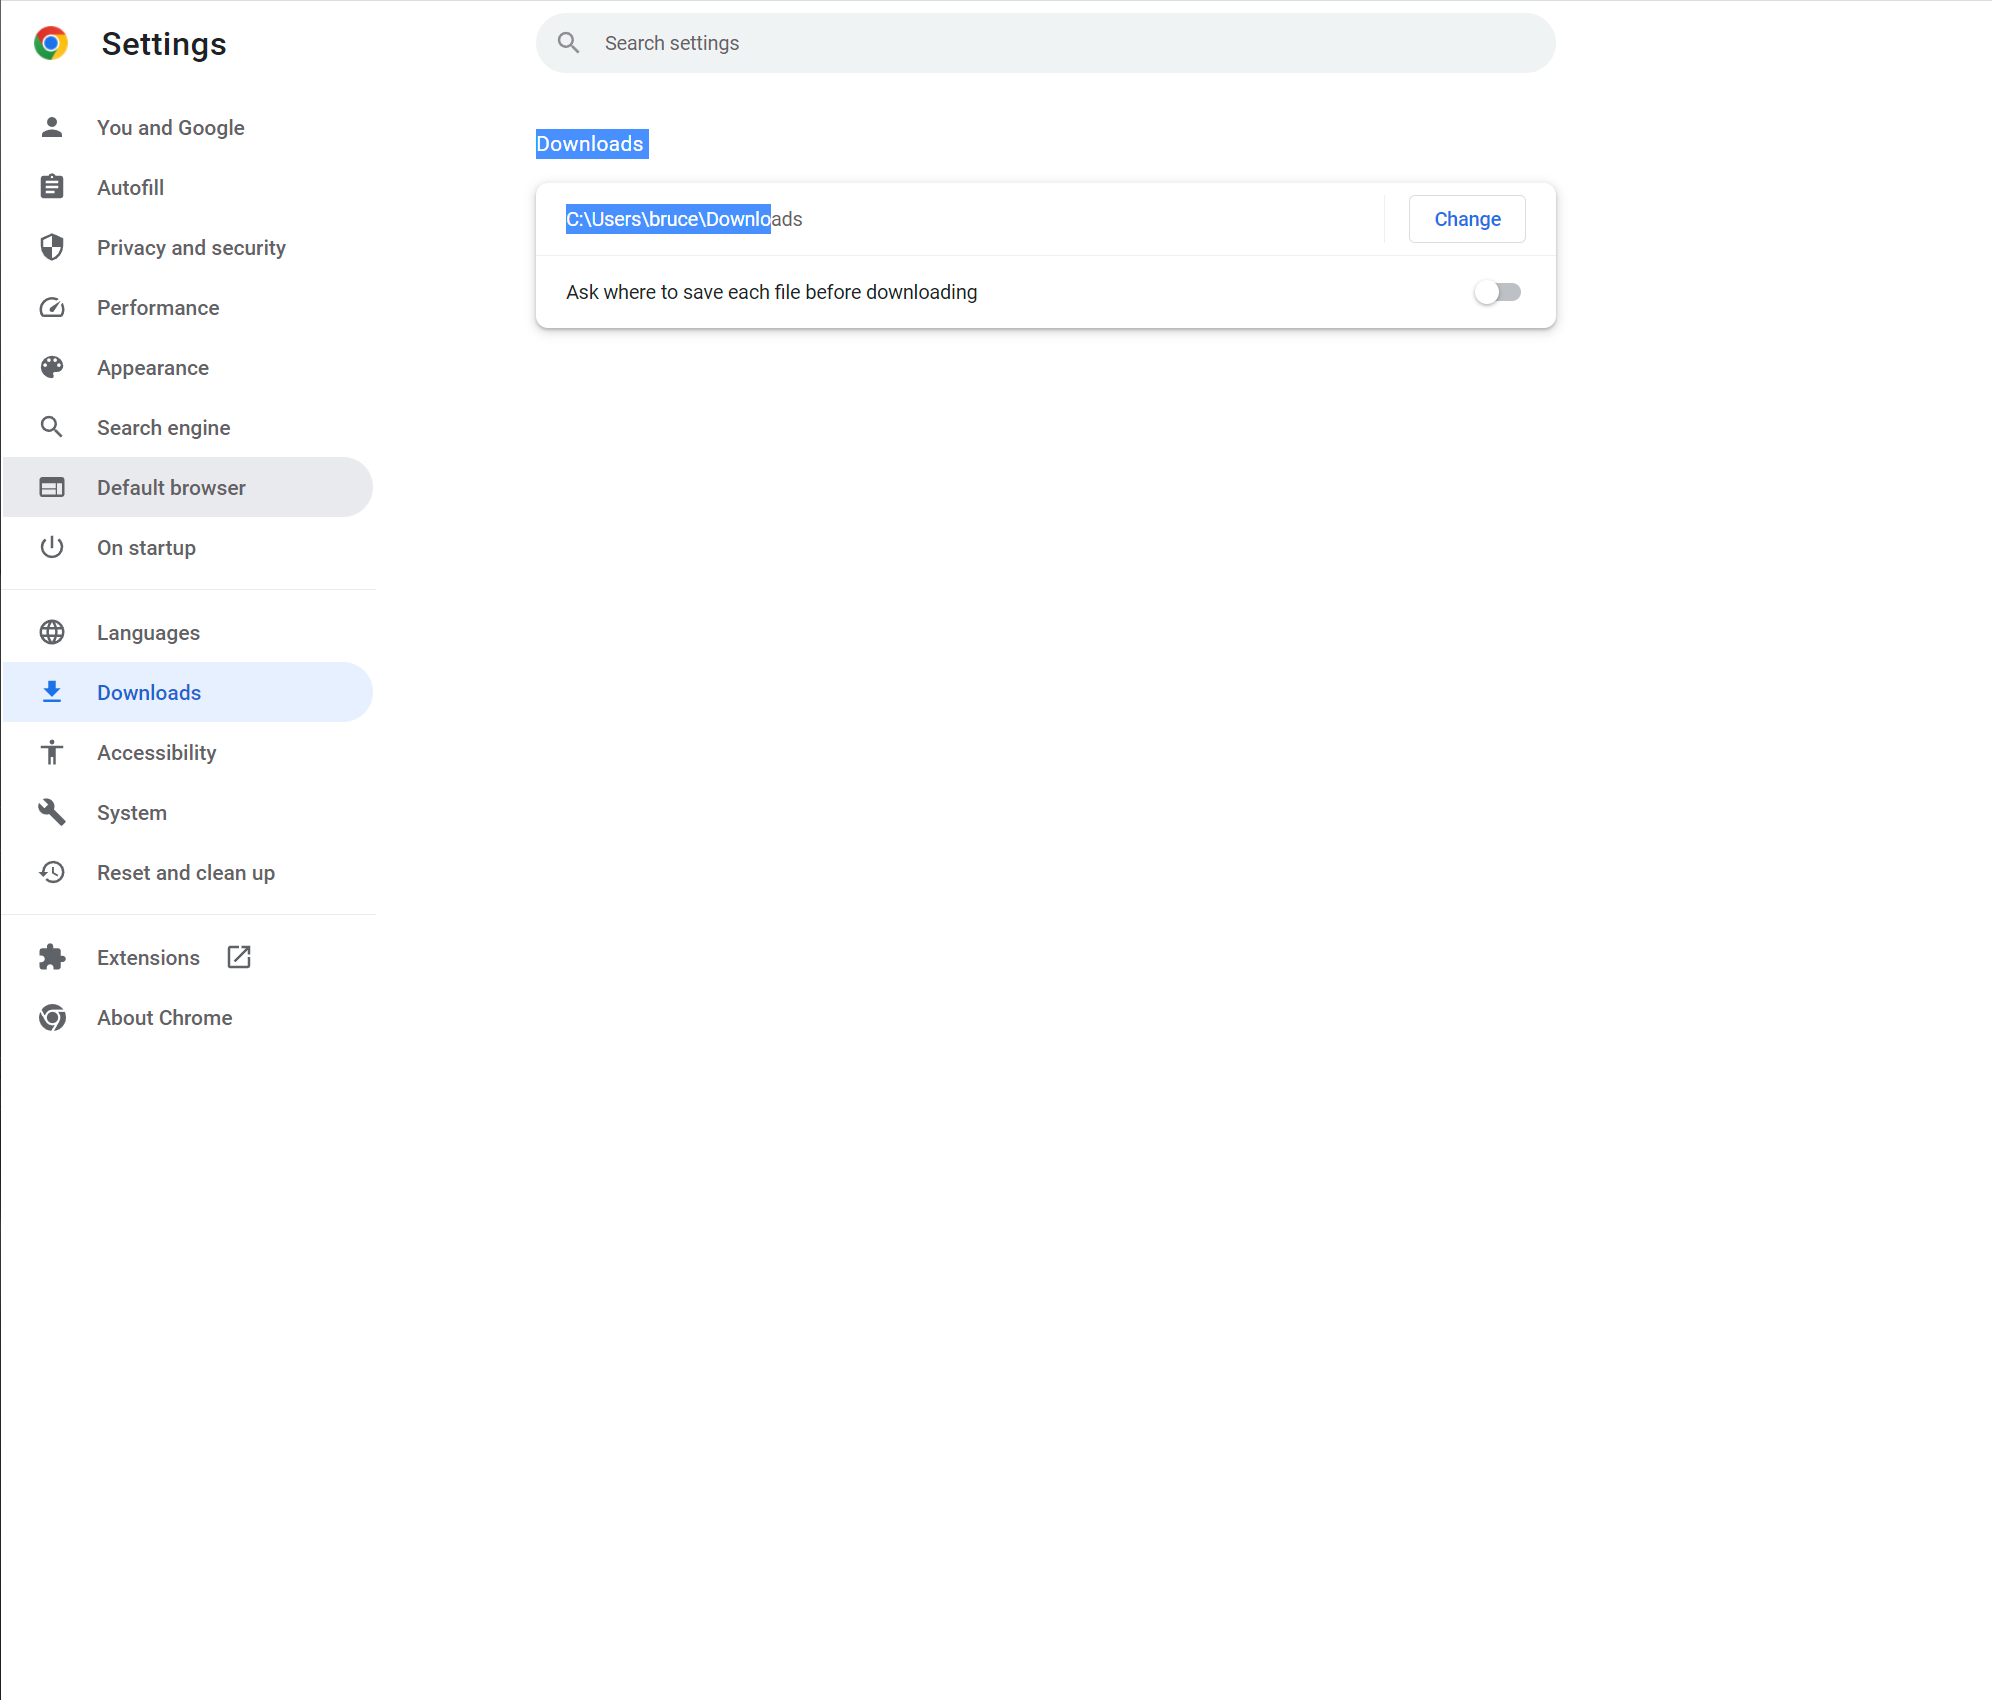 Settings
Search settings
You and Google
Autofill
Privacy and security
Performance
Appearance
Search engine
Default browser
On startup
Languages
Downloads
Accessibility
System
Reset and clean up
Extensions
About Chrome
Downloads
C:\Users\bruce\Downloads
Change
Ask where to save each file before downloading